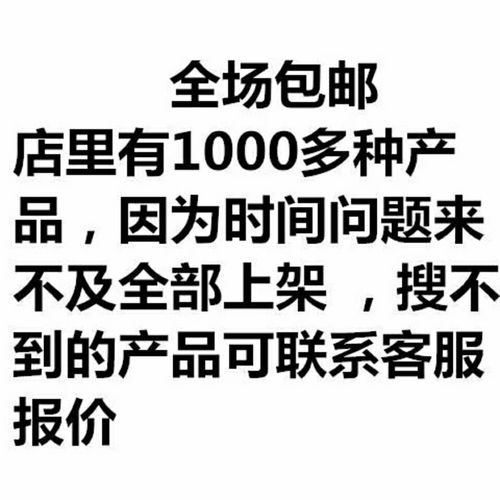 全场包邮
店里有1000多种产
品，因为时间问题来
不及全部上架 ，搜不
到的产品可联系客服
报价